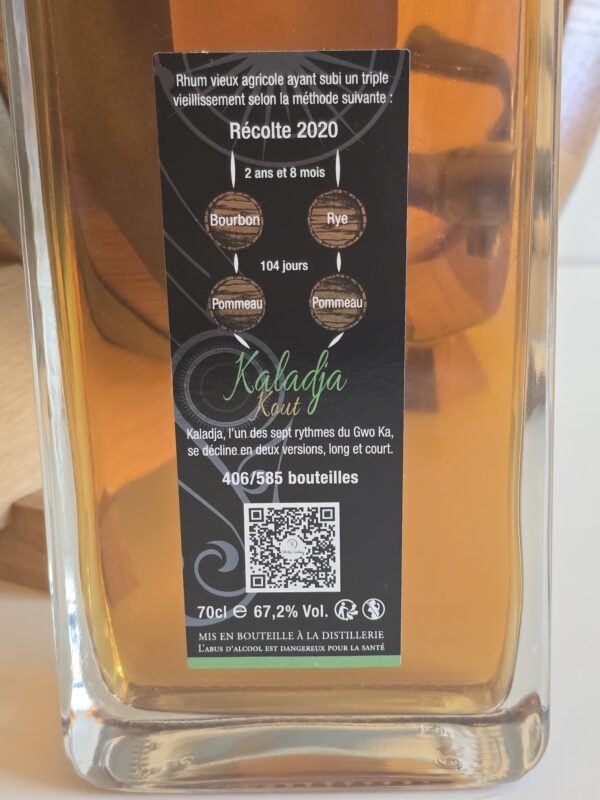 Rhum vieux agricole ayant subi un triple
vieillissement selon la méthode suivante :
Récolte 2020
2 ans et 8 mois
Bourbon Rye
104 jours
Pommeau Pommeau
Kaladja
Kout
Kaladja, l'un des sept rythmes du Gwo Ka,
se décline en deux versions, long et court.
406/585 bouteilles
70cl ℮ 67,2% Vol.
MIS EN BOUTEILLE À LA DISTILLERIE
L'ABUS D'ALCOOL EST DANGEREUX POUR LA SANTÉ